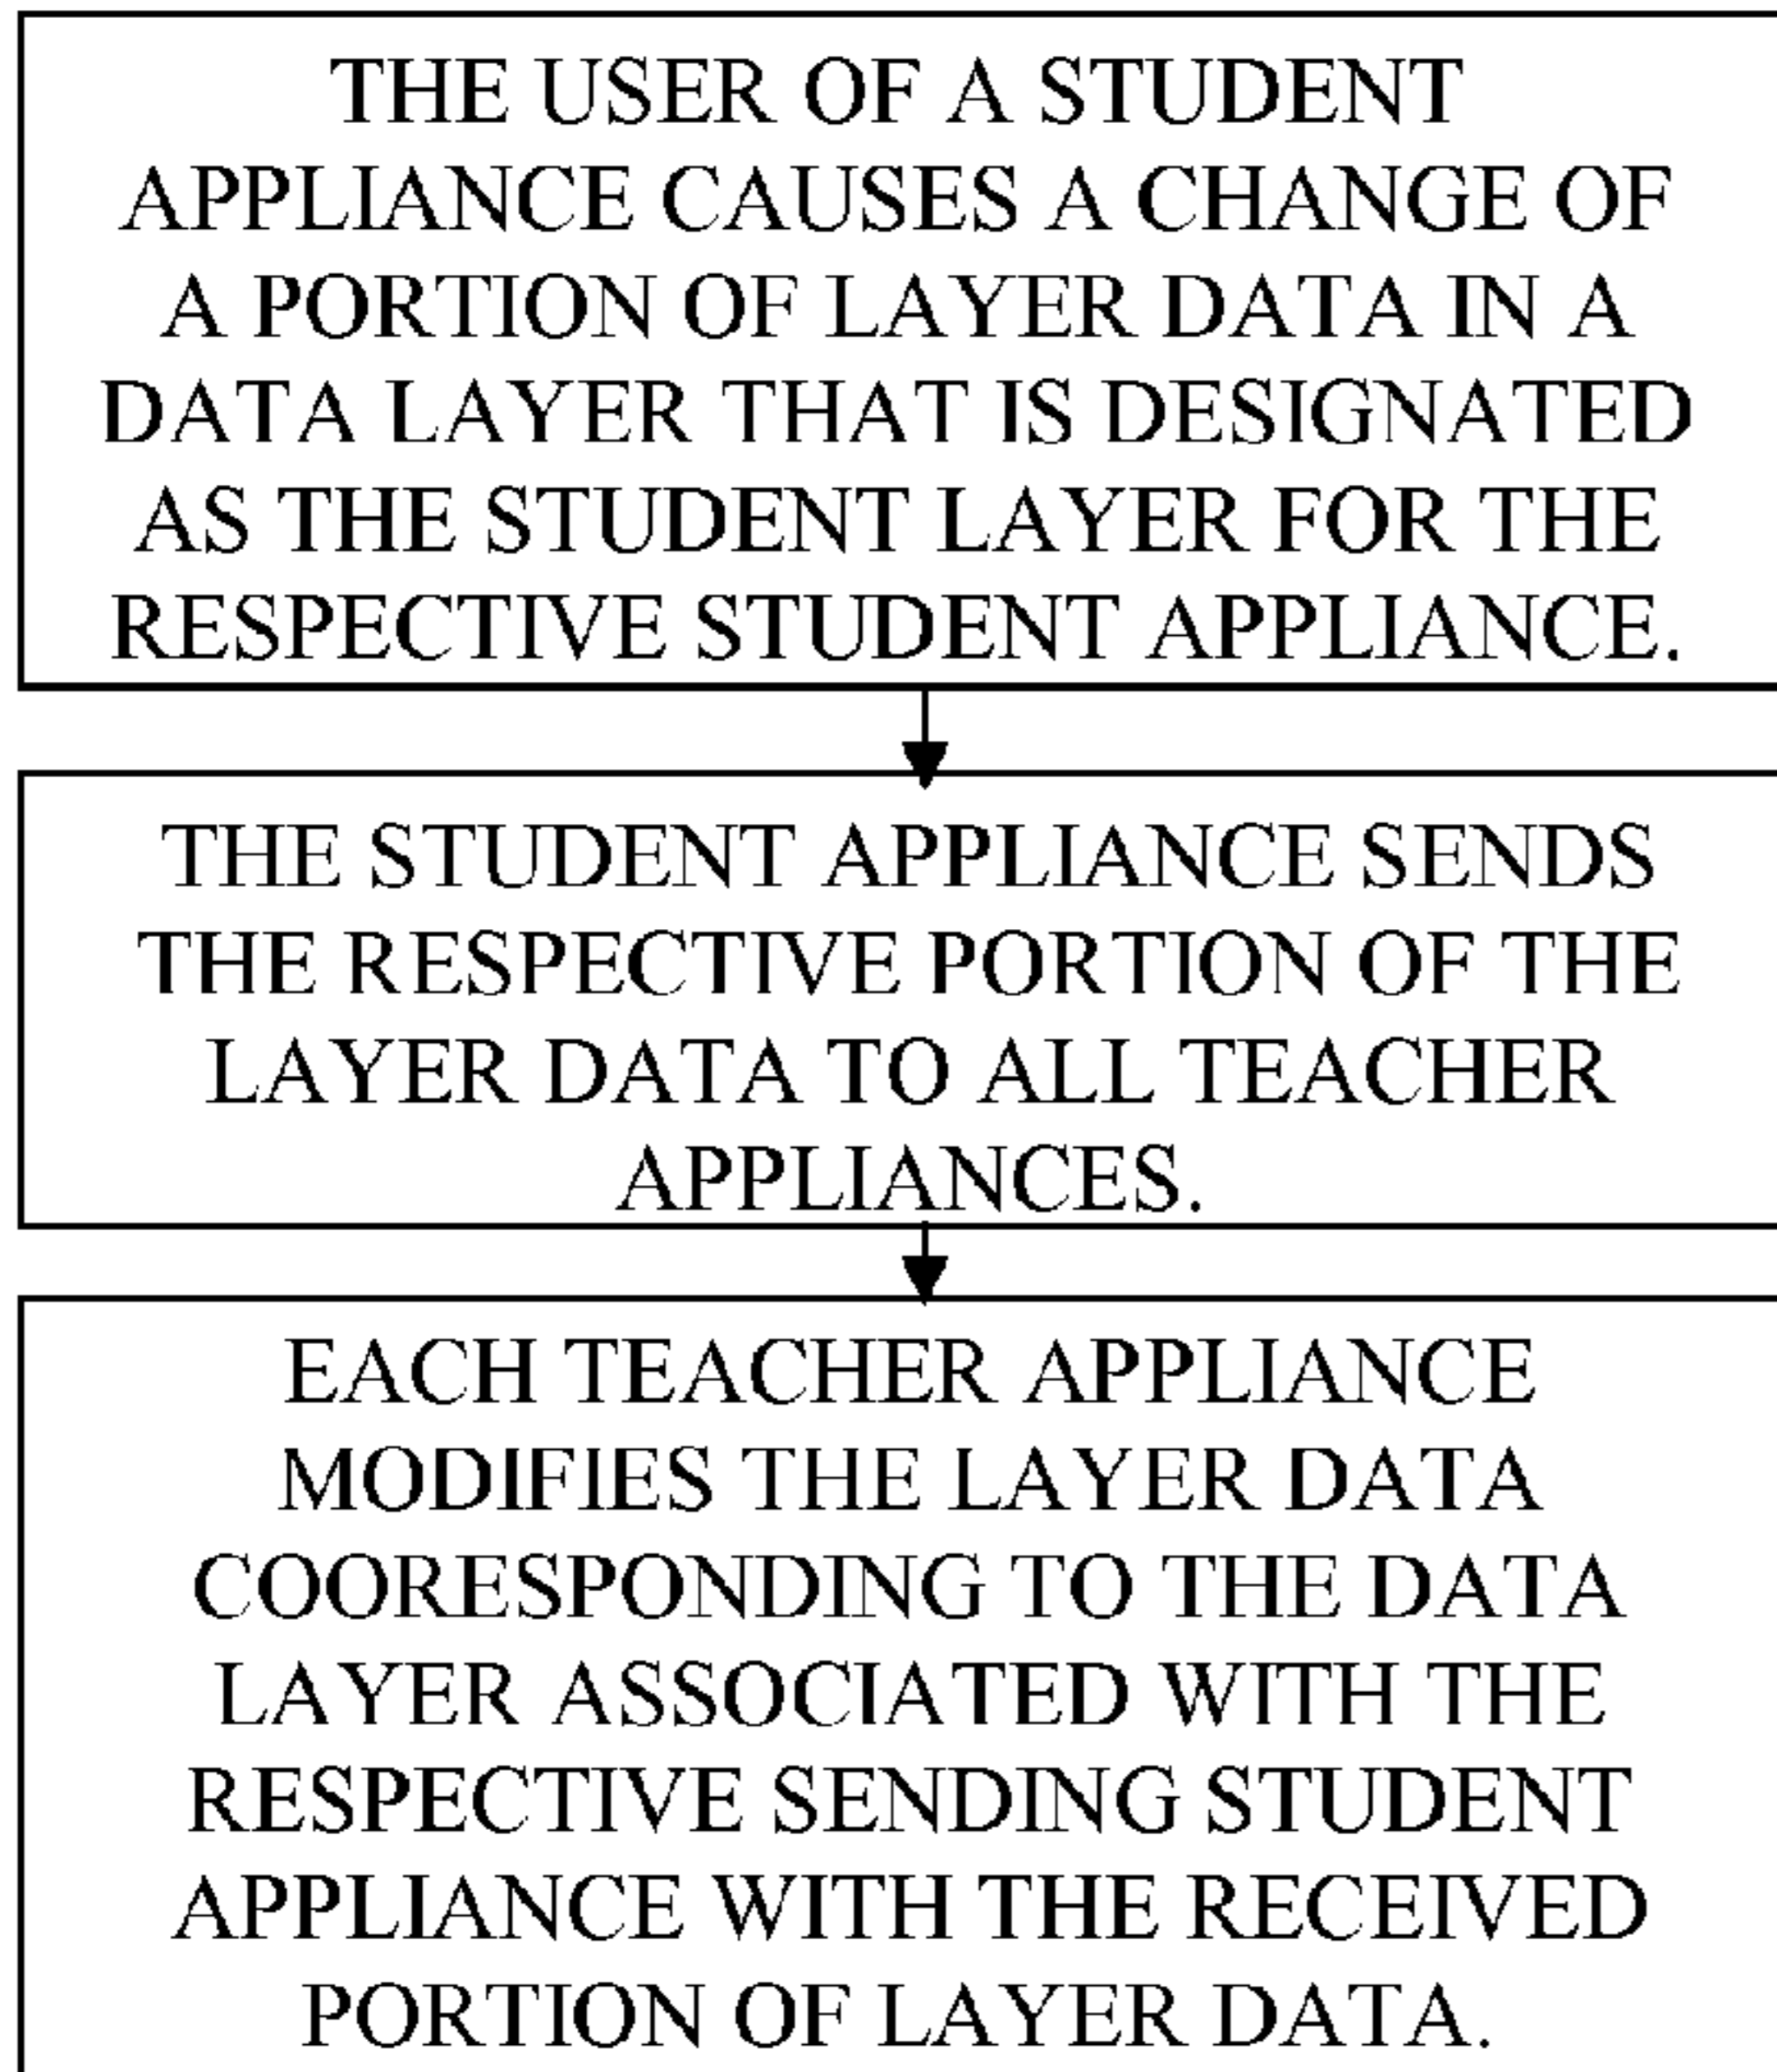 THE USER OF A STUDENT
APPLIANCE CAUSES A CHANGE OF
A PORTION OF LAYER DATA IN A
DATA LAYER THAT IS DESIGNATED
AS THE STUDENT LAYER FOR THE
RESPECTIVE STUDENT APPLIANCE.
THE STUDENT APPLIANCE SENDS
THE RESPECTIVE PORTION OF THE
LAYER DATA TO ALL TEACHER
APPLIANCES.
EACH TEACHER APPLIANCE
MODIFIES THE LAYER DATA
COORESPONDING TO THE DATA
LAYER ASSOCIATED WITH THE
RESPECTIVE SENDING STUDENT
APPLIANCE WITH THE RECEIVED
PORTION OF LAYER DATA.